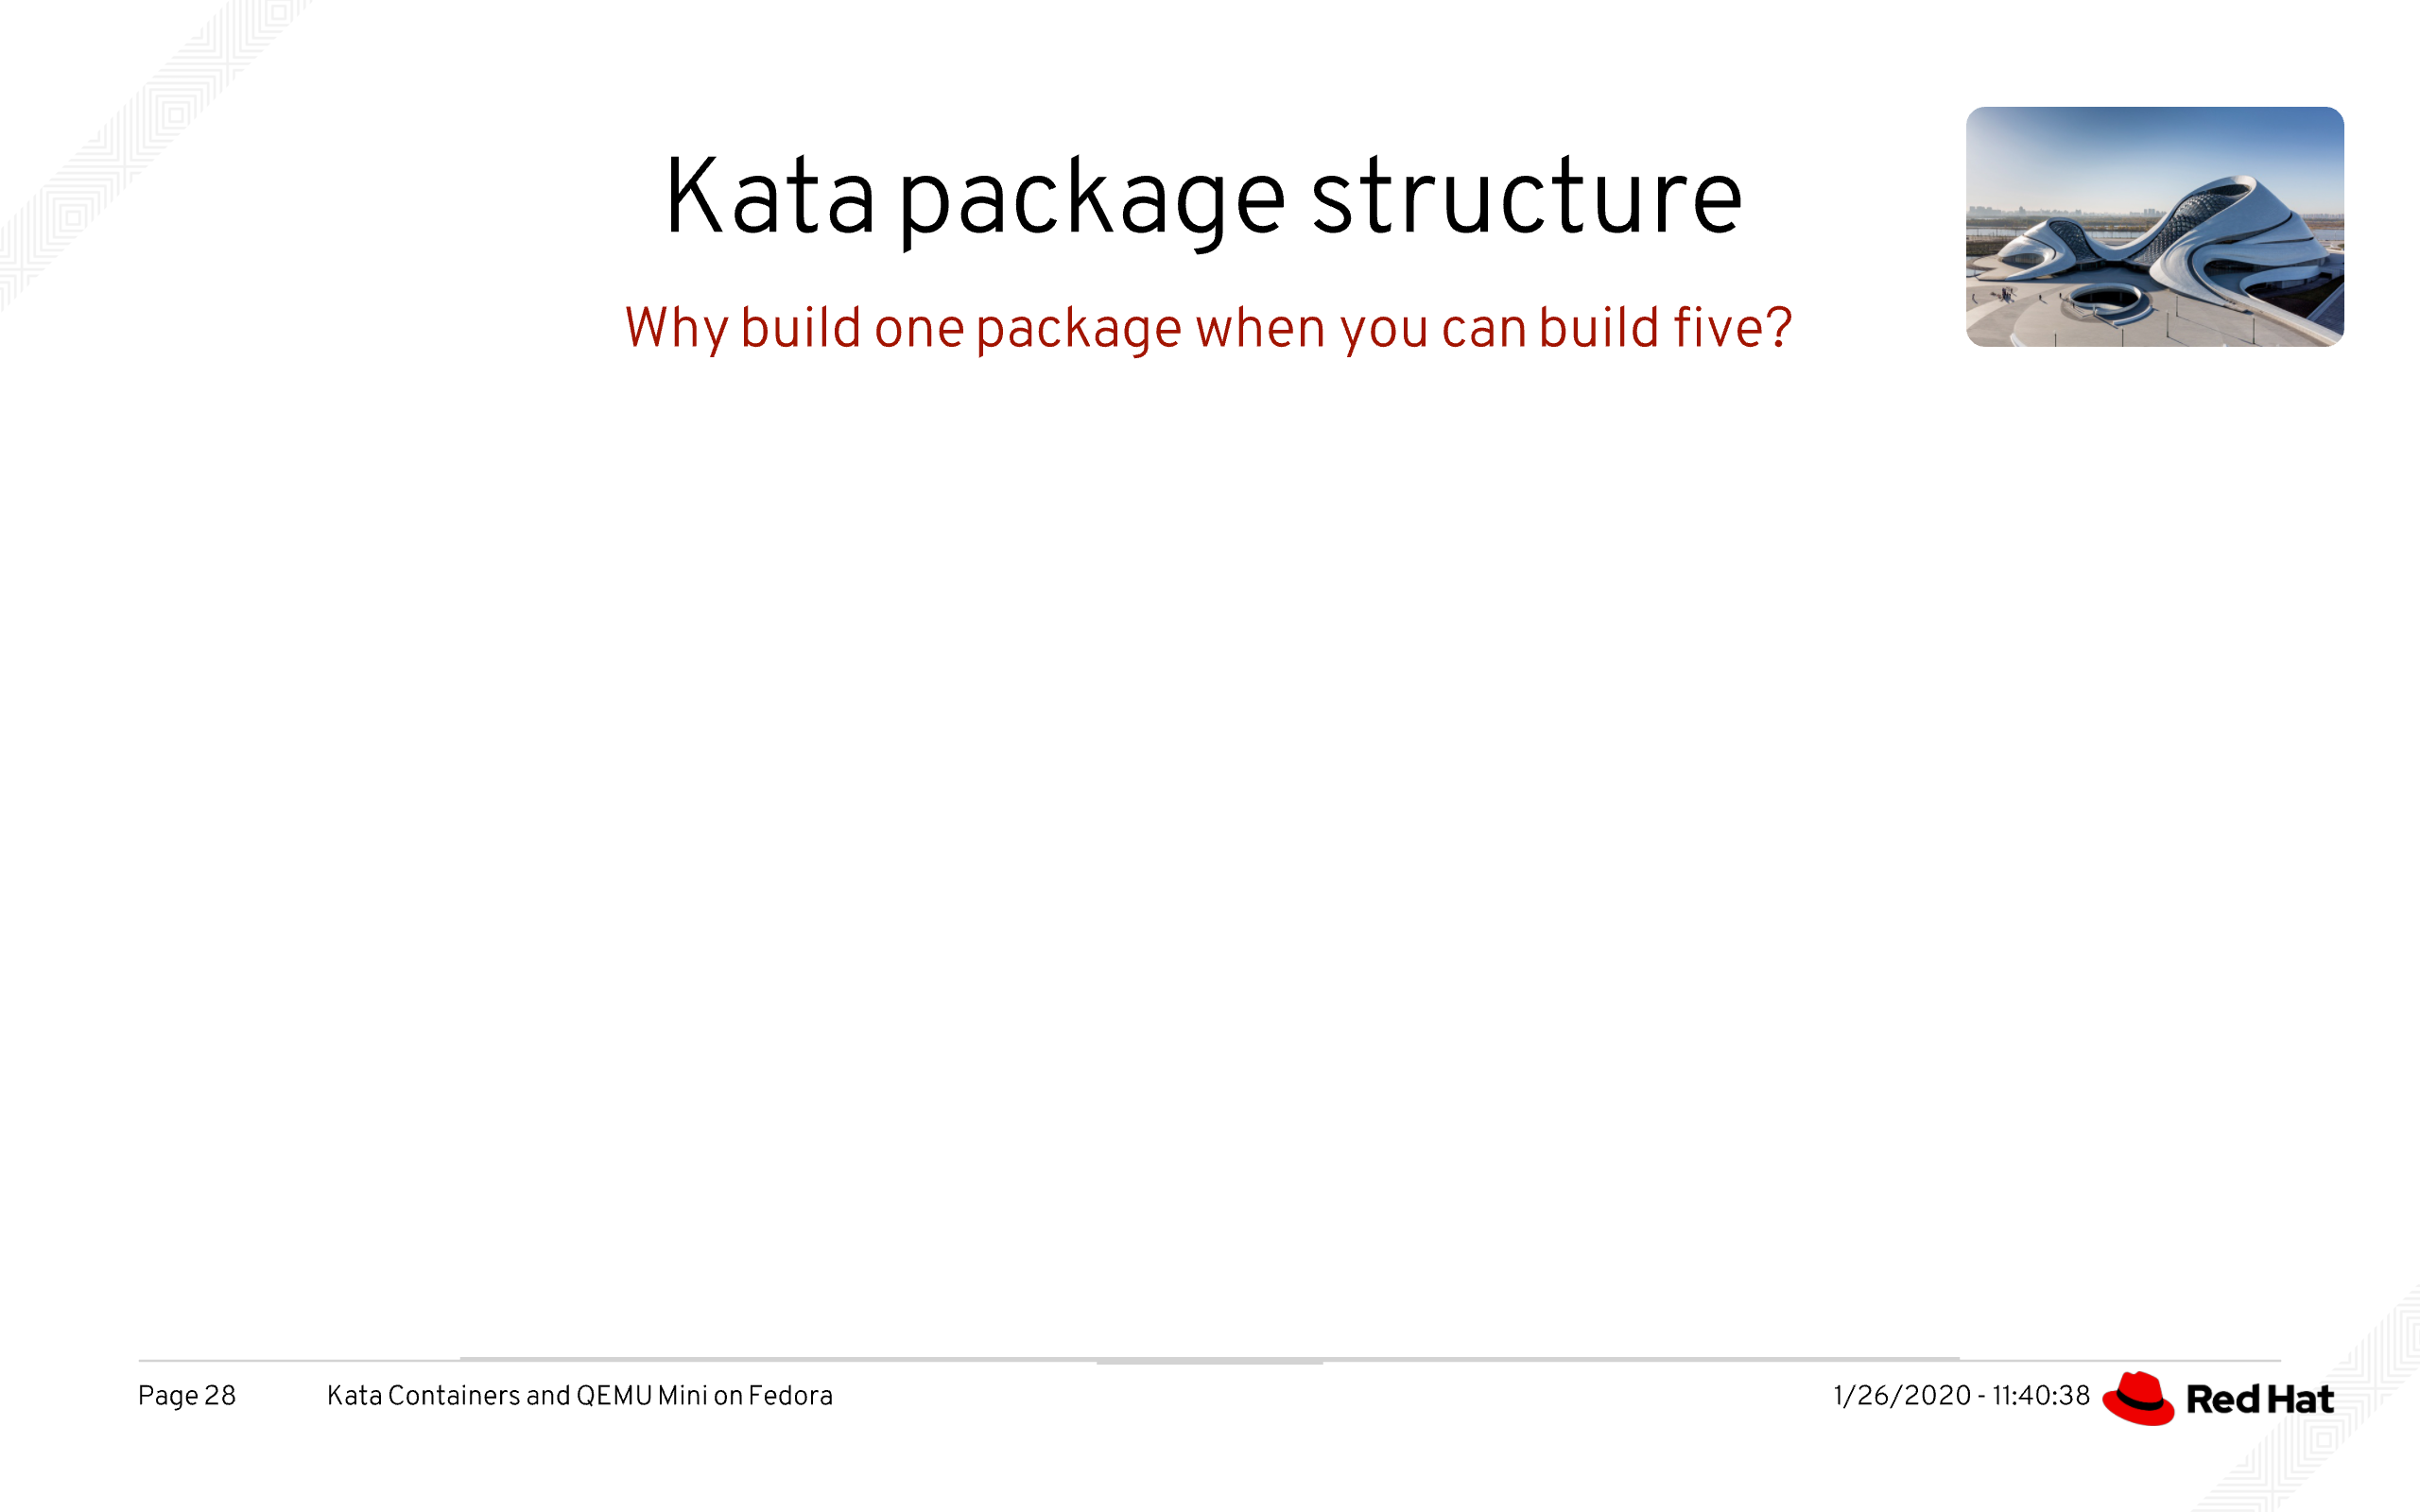 Kata package structure
Why build one package when you can build five?
Page 28 Kata Containers and QEMU Mini on Fedora 1/26/2020 - 11:40:38 Red Hat